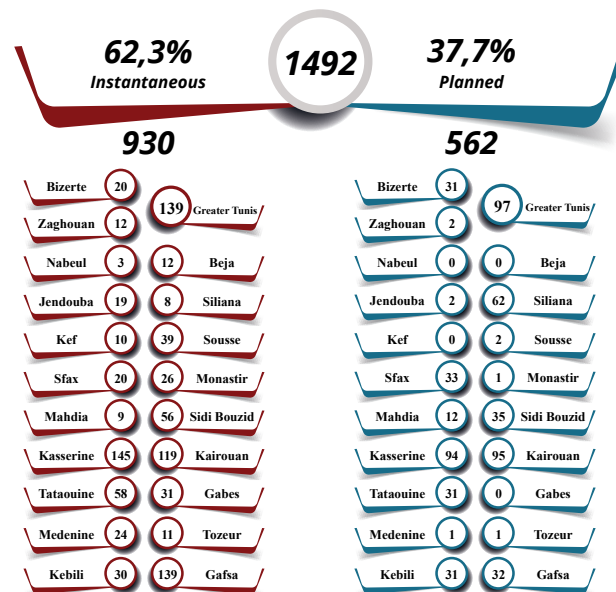 62,3%
Instantaneous
1492
37,7%
Planned
930
562
Bizerte 20
139 Greater Tunis
Zaghouan 12
Nabeul 3 12 Beja
Jendouba 19 8 Siliana
Kef 10 39 Sousse
Sfax 20 26 Monastir
Mahdia 9 56 Sidi Bouzid
Kasserine 145 119 Kairouan
Tataouine 58 31 Gabes
Medenine 24 11 Tozeur
Kebili 30 139 Gafsa
Bizerte 31
97 Greater Tunis
Zaghouan 2
Nabeul 0 0 Beja
Jendouba 2 62 Siliana
Kef 0 2 Sousse
Sfax 33 1 Monastir
Mahdia 12 35 Sidi Bouzid
Kasserine 94 95 Kairouan
Tataouine 31 0 Gabes
Medenine 1 1 Tozeur
Kebili 31 32 Gafsa